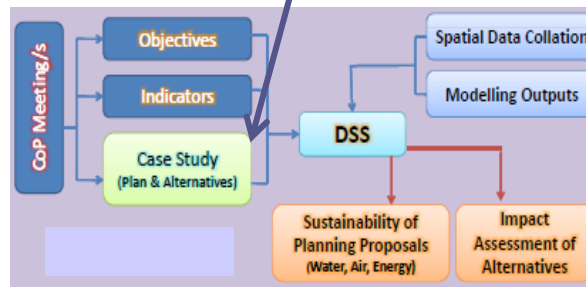 CoP Meeting/s
Objectives
Indicators
Case Study
(Plan & Alternatives)
DSS
Spatial Data Collation
Modelling Outputs
Sustainability of
Planning Proposals
(Water, Air, Energy)
Impact
Assessment of
Alternatives